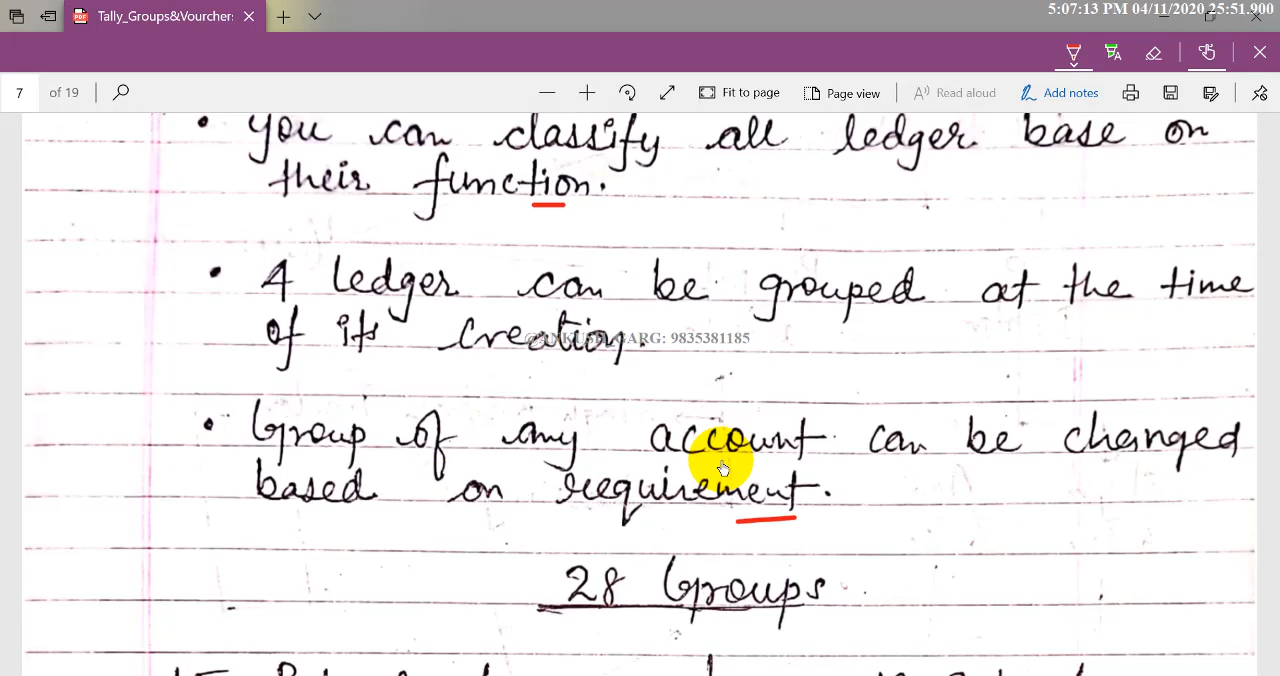 5:07:13 PM 04/11/2020 25:51.900
Tally_Groups&Vourcher:
7 of 19
Fit to page
Page view
Read aloud
Add notes
• You can classify all ledger base on
their function.
• A ledger can be grouped at the time
of its creation.
@ANKUSH GARG: 9835381185
• Group of any account can be changed
based on requirement.
28 Groups